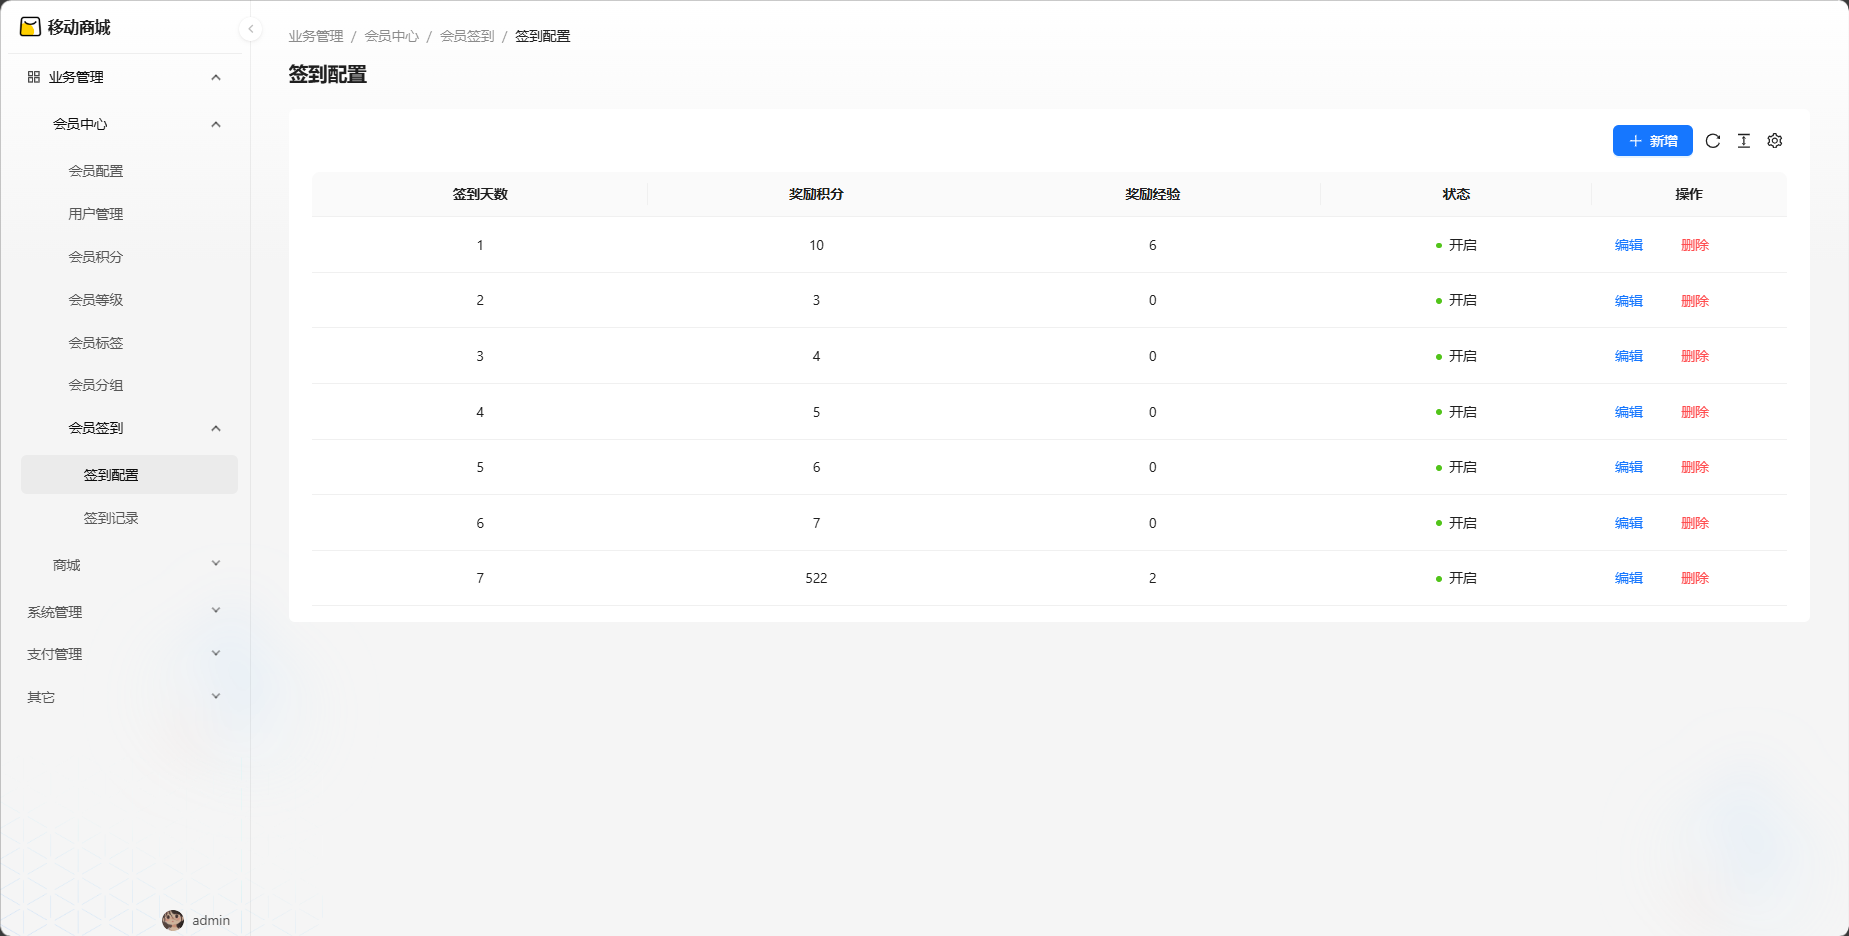 移动商城
业务管理
会员中心
会员配置
用户管理
会员积分
会员等级
会员标签
会员分组
会员签到
签到配置
签到记录
商城
系统管理
支付管理
其它
admin
业务管理 / 会员中心 / 会员签到 / 签到配置
签到配置
新增
签到天数 奖励积分 奖励经验 状态 操作
1 10 6 开启 编辑 删除
2 3 0 开启 编辑 删除
3 4 0 开启 编辑 删除
4 5 0 开启 编辑 删除
5 6 0 开启 编辑 删除
6 7 0 开启 编辑 删除
7 522 2 开启 编辑 删除